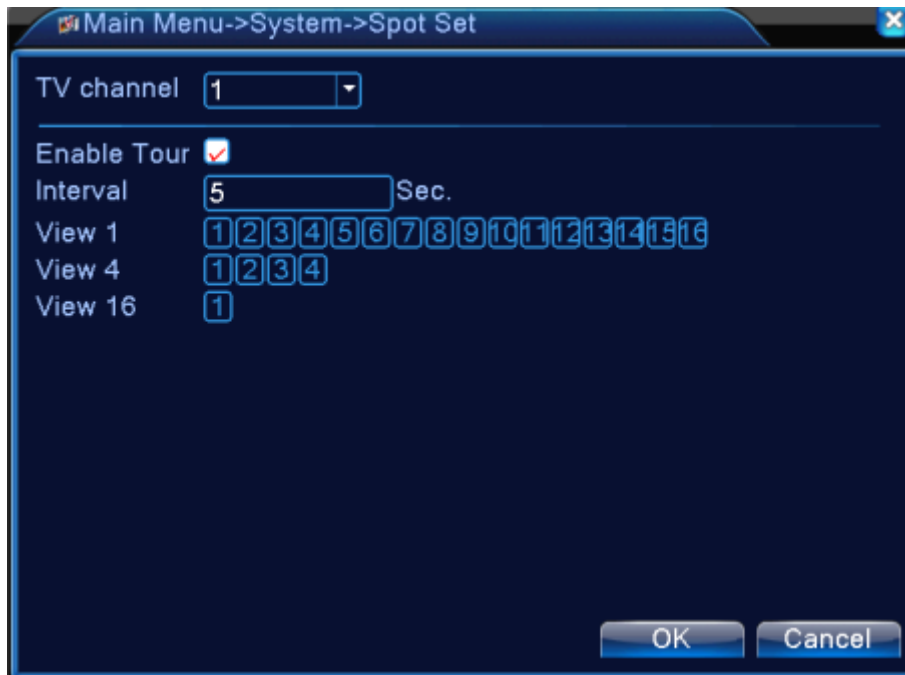 Main Menu->System->Spot Set
TV channel 1
Enable Tour
Interval 5 Sec.
View 1 1 2 3 4 5 6 7 8 9 10 11 12 13 14 15 16
View 4 1 2 3 4
View 16 1
OK Cancel